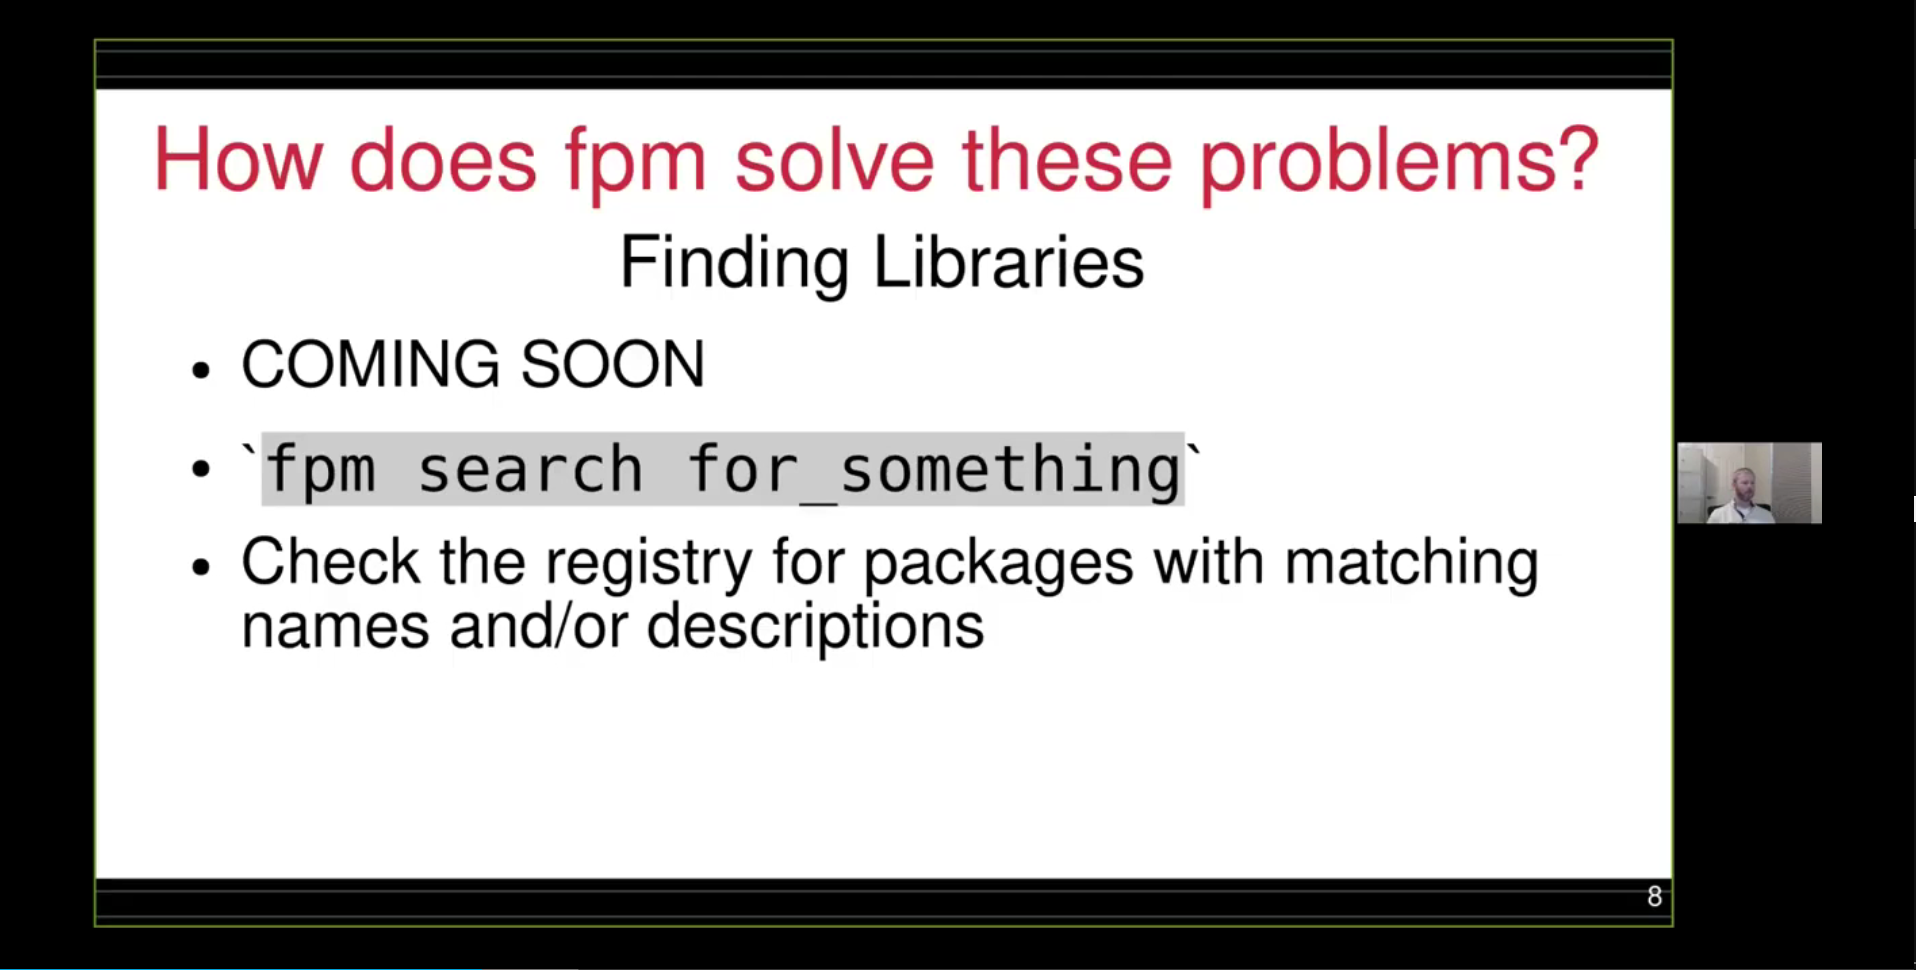 How does fpm solve these problems?
Finding Libraries
• COMING SOON
• `fpm search for_something`
• Check the registry for packages with matching
names and/or descriptions
8